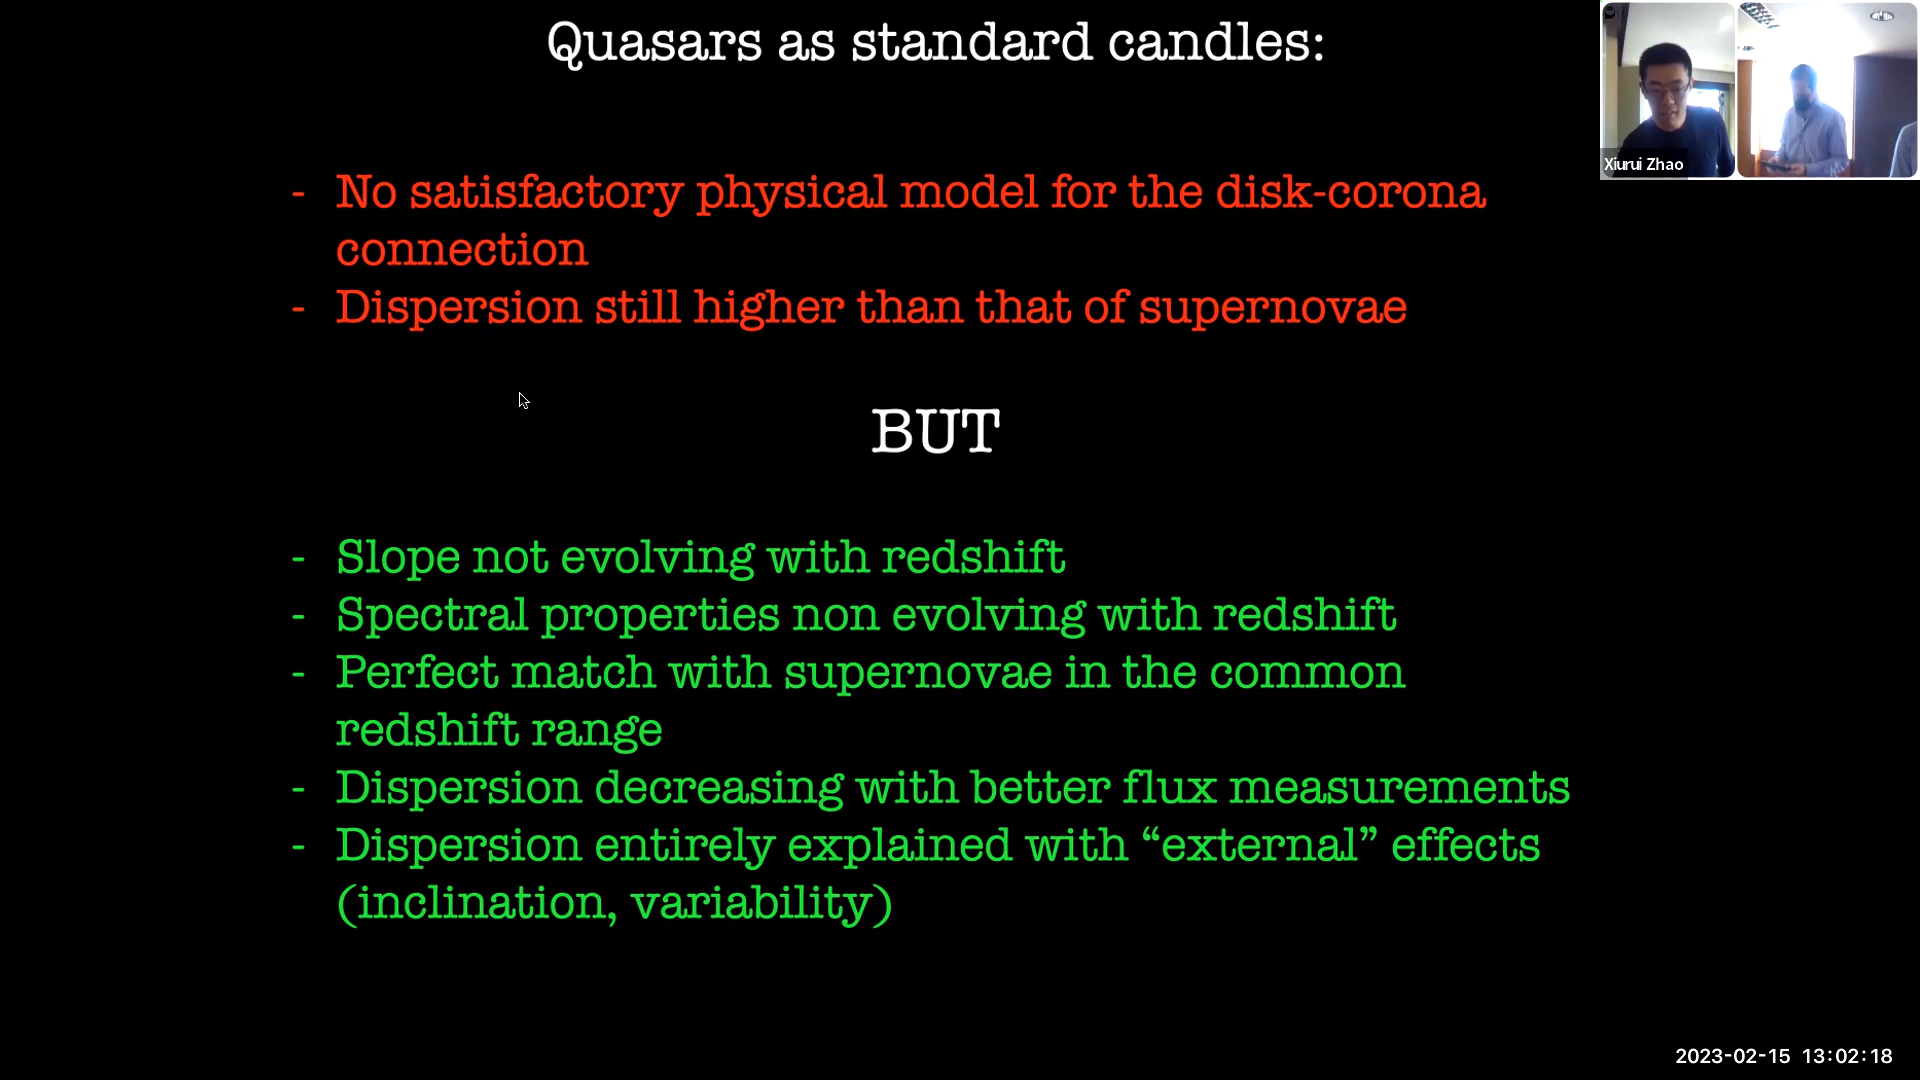 Quasars as standard candles:
Xiurui Zhao
- No satisfactory physical model for the disk-corona
connection
- Dispersion still higher than that of supernovae
BUT
- Slope not evolving with redshift
- Spectral properties non evolving with redshift
- Perfect match with supernovae in the common
redshift range
- Dispersion decreasing with better flux measurements
- Dispersion entirely explained with “external” effects
(inclination, variability)
2023-02-15 13:02:18